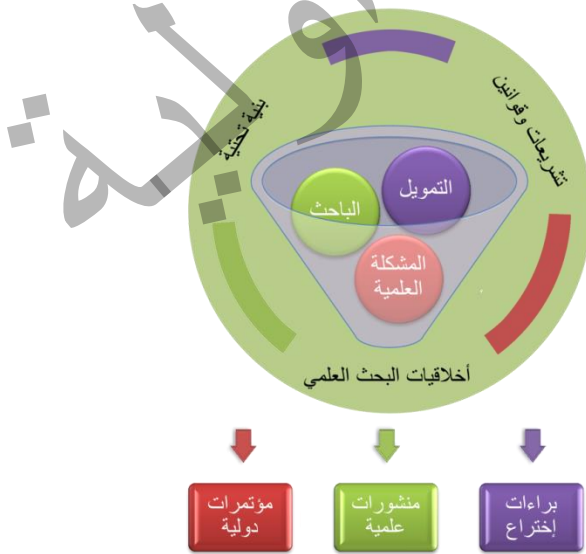 تشريعات وقوانين
بنية تحتية
التمويل
الباحث
المشكلة
العلمية
أخلاقيات البحث العلمي
براءات
إختراع
منشورات
علمية
مؤتمرات
دولية